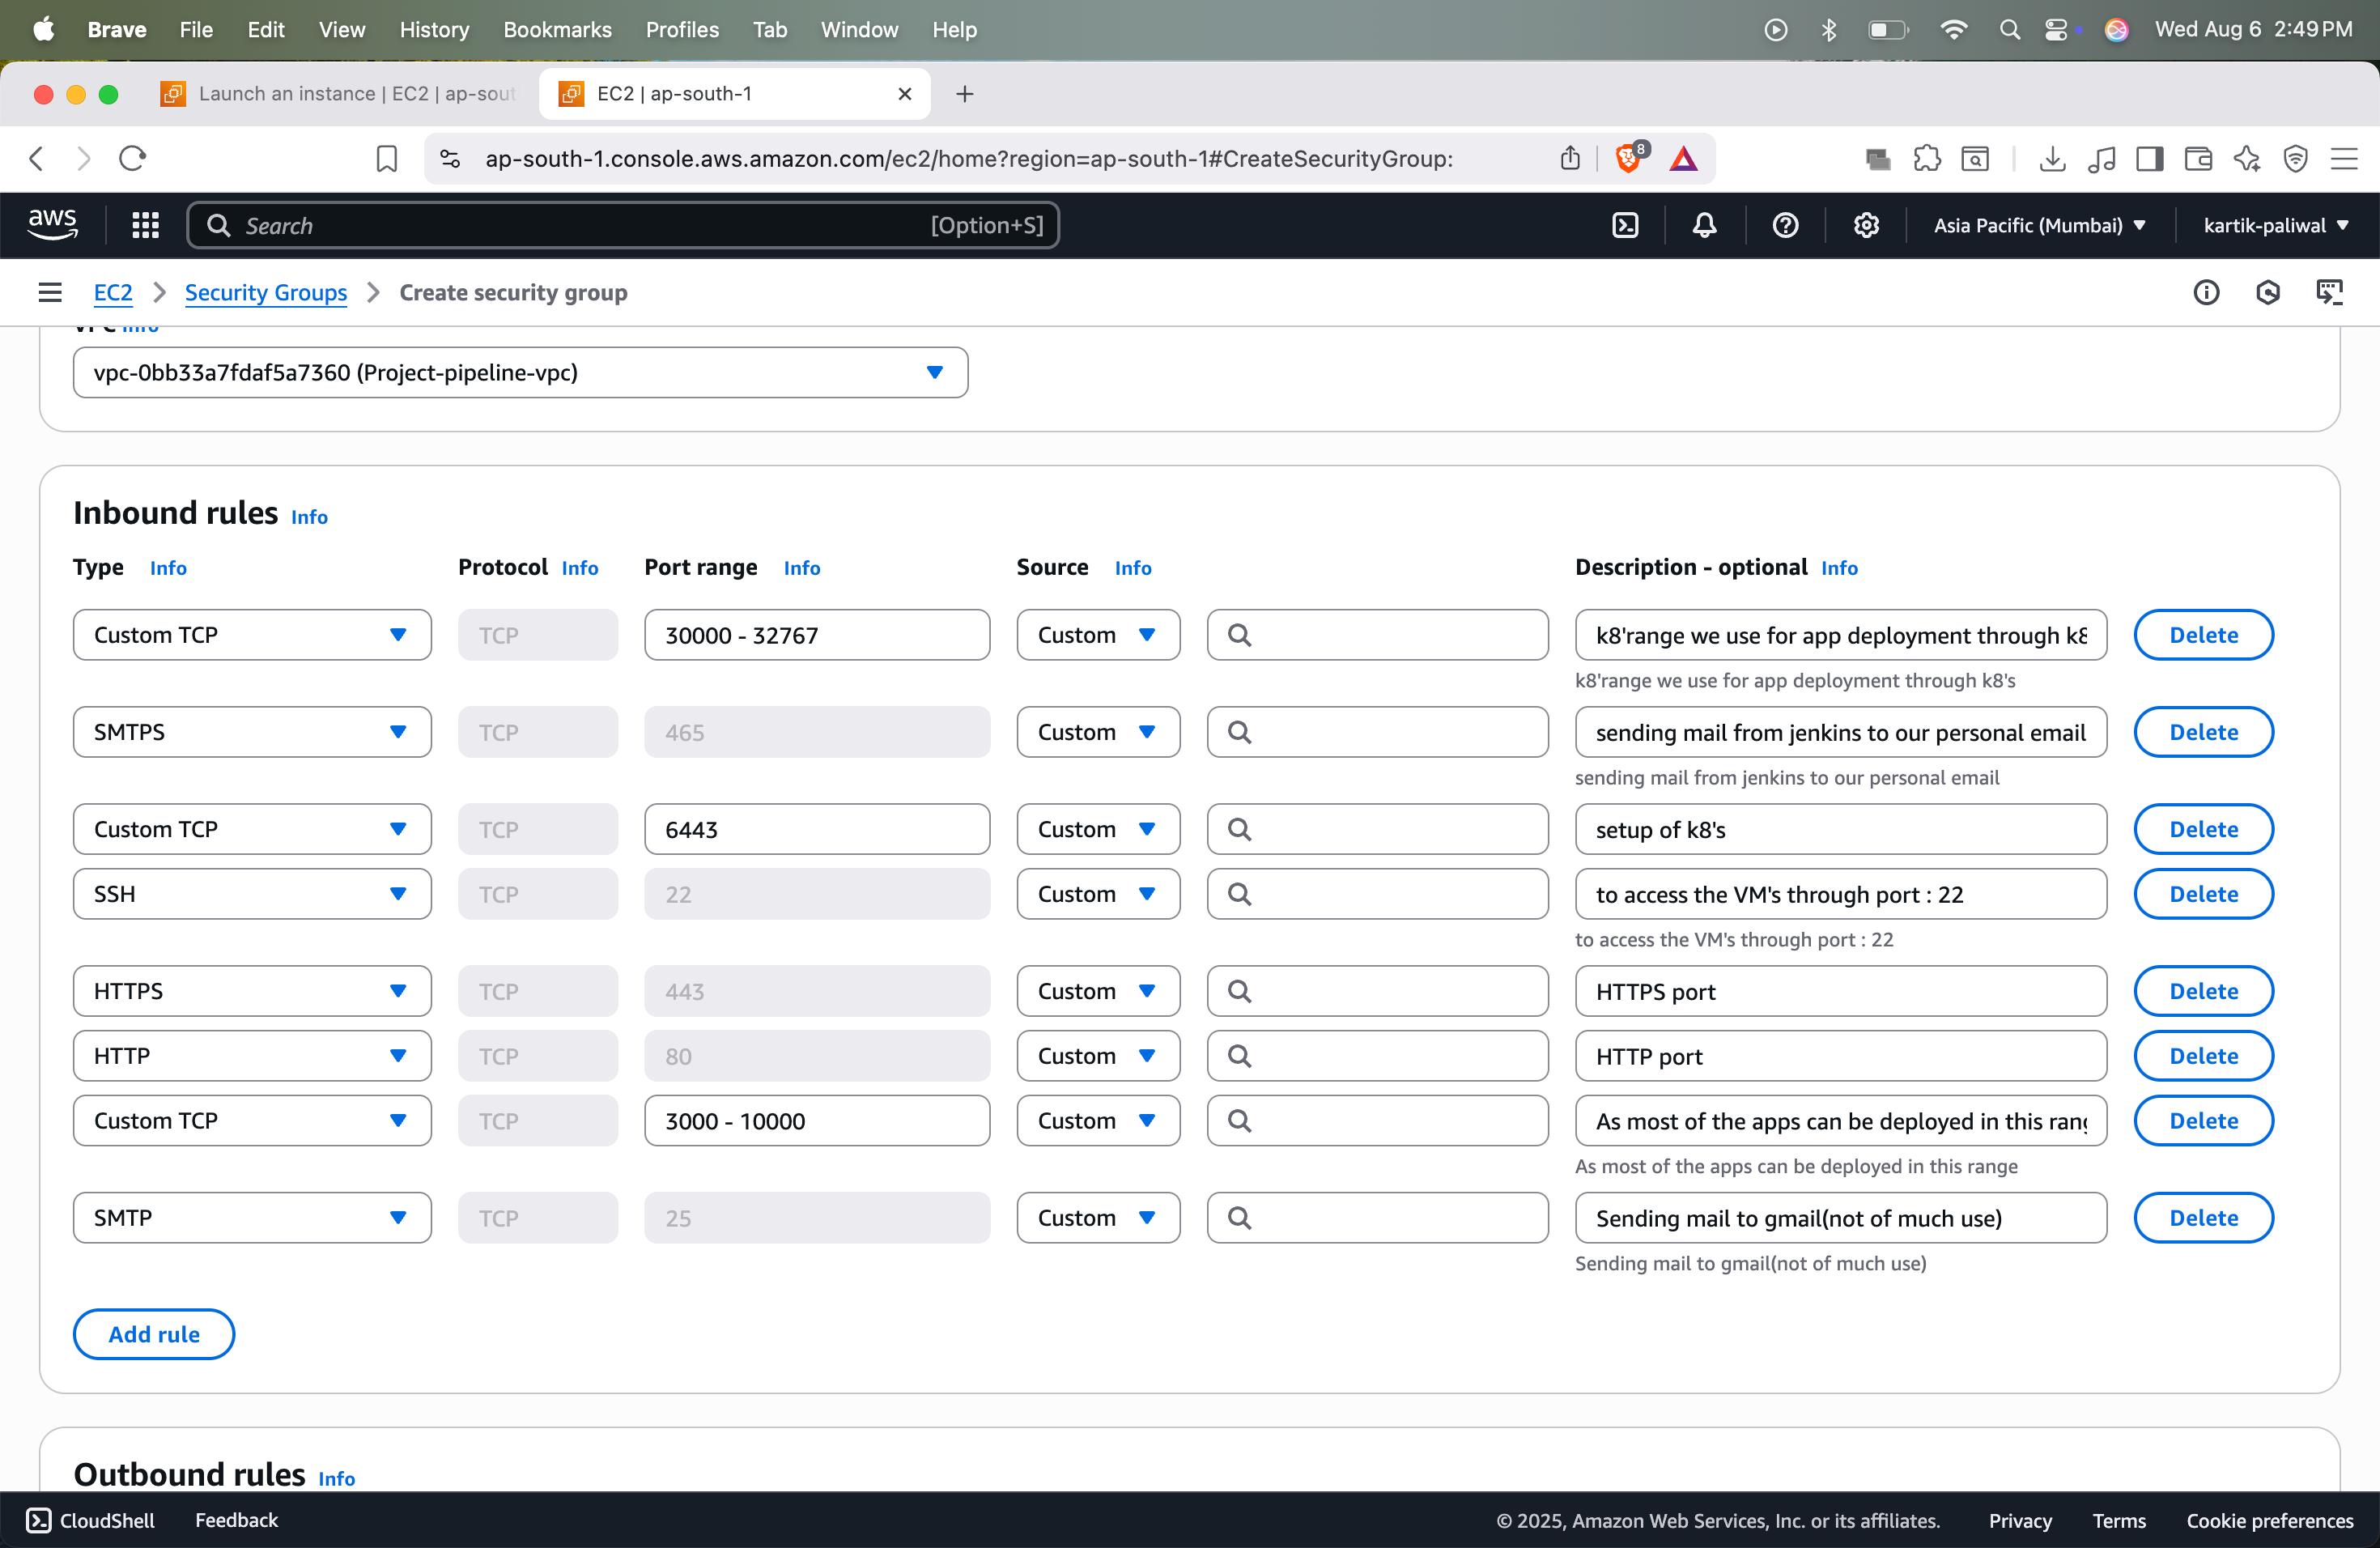 Brave File Edit View History Bookmarks Profiles Tab Window Help Wed Aug 6 2:49 PM
Launch an instance | EC2 | ap-sout EC2 | ap-south-1
ap-south-1.console.aws.amazon.com/ec2/home?region=ap-south-1#CreateSecurityGroup: 8
aws Search [Option+S] Asia Pacific (Mumbai) kartik-paliwal
EC2 Security Groups Create security group
VPC Info
vpc-0bb33a7fdaf5a7360 (Project-pipeline-vpc)
Inbound rules Info
Type Info Protocol Info Port range Info Source Info Description - optional Info
Custom TCP TCP 30000 - 32767 Custom k8'range we use for app deployment through k8 Delete
k8'range we use for app deployment through k8's
SMTPS TCP 465 Custom sending mail from jenkins to our personal email Delete
sending mail from jenkins to our personal email
Custom TCP TCP 6443 Custom setup of k8's Delete
SSH TCP 22 Custom to access the VM's through port : 22 Delete
to access the VM's through port : 22
HTTPS TCP 443 Custom HTTPS port Delete
HTTP TCP 80 Custom HTTP port Delete
Custom TCP TCP 3000 - 10000 Custom As most of the apps can be deployed in this rang Delete
As most of the apps can be deployed in this range
SMTP TCP 25 Custom Sending mail to gmail(not of much use) Delete
Sending mail to gmail(not of much use)
Add rule
Outbound rules Info
CloudShell Feedback © 2025, Amazon Web Services, Inc. or its affiliates. Privacy Terms Cookie preferences